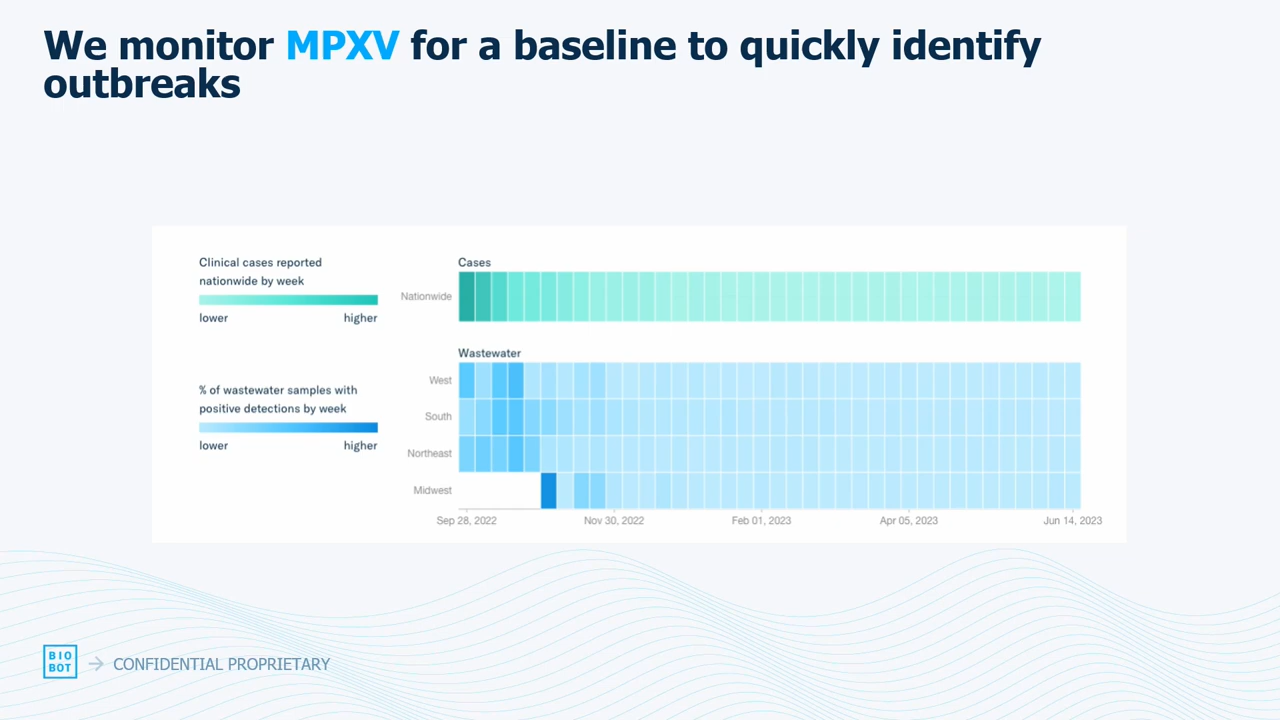 We monitor MPXV for a baseline to quickly identify
outbreaks
Clinical cases reported
nationwide by week
lower higher
% of wastewater samples with
positive detections by week
lower higher
Cases
Nationwide
Wastewater
West
South
Northeast
Midwest
Sep 28, 2022 Nov 30, 2022 Feb 01, 2023 Apr 05, 2023 Jun 14, 2023
BIO
BOT
→ CONFIDENTIAL PROPRIETARY